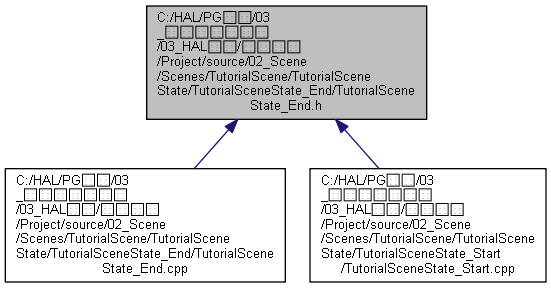 C:/HAL/PG□□/03
_□□□□□□□
/03_HAL□□/□□□□
/Project/source/02_Scene
/Scenes/TutorialScene/TutorialScene
State/TutorialSceneState_End/TutorialScene
State_End.h
C:/HAL/PG□□/03
_□□□□□□□
/03_HAL□□/□□□□
/Project/source/02_Scene
/Scenes/TutorialScene/TutorialScene
State/TutorialSceneState_End/TutorialScene
State_End.cpp
C:/HAL/PG□□/03
_□□□□□□□
/03_HAL□□/□□□□
/Project/source/02_Scene
/Scenes/TutorialScene/TutorialScene
State/TutorialSceneState_Start
/TutorialSceneState_Start.cpp